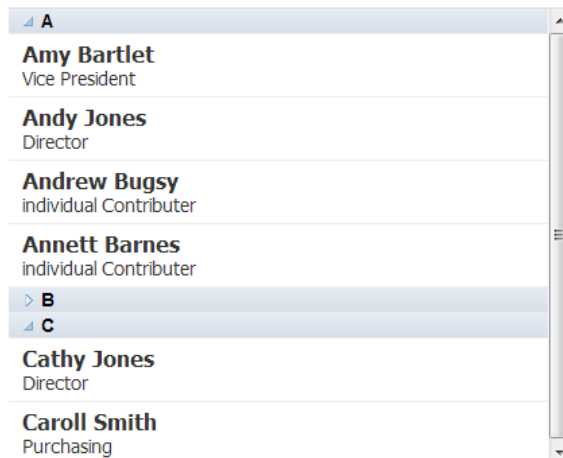 A
Amy Bartlet
Vice President
Andy Jones
Director
Andrew Bugsy
individual Contributer
Annett Barnes
individual Contributer
B
C
Cathy Jones
Director
Caroll Smith
Purchasing